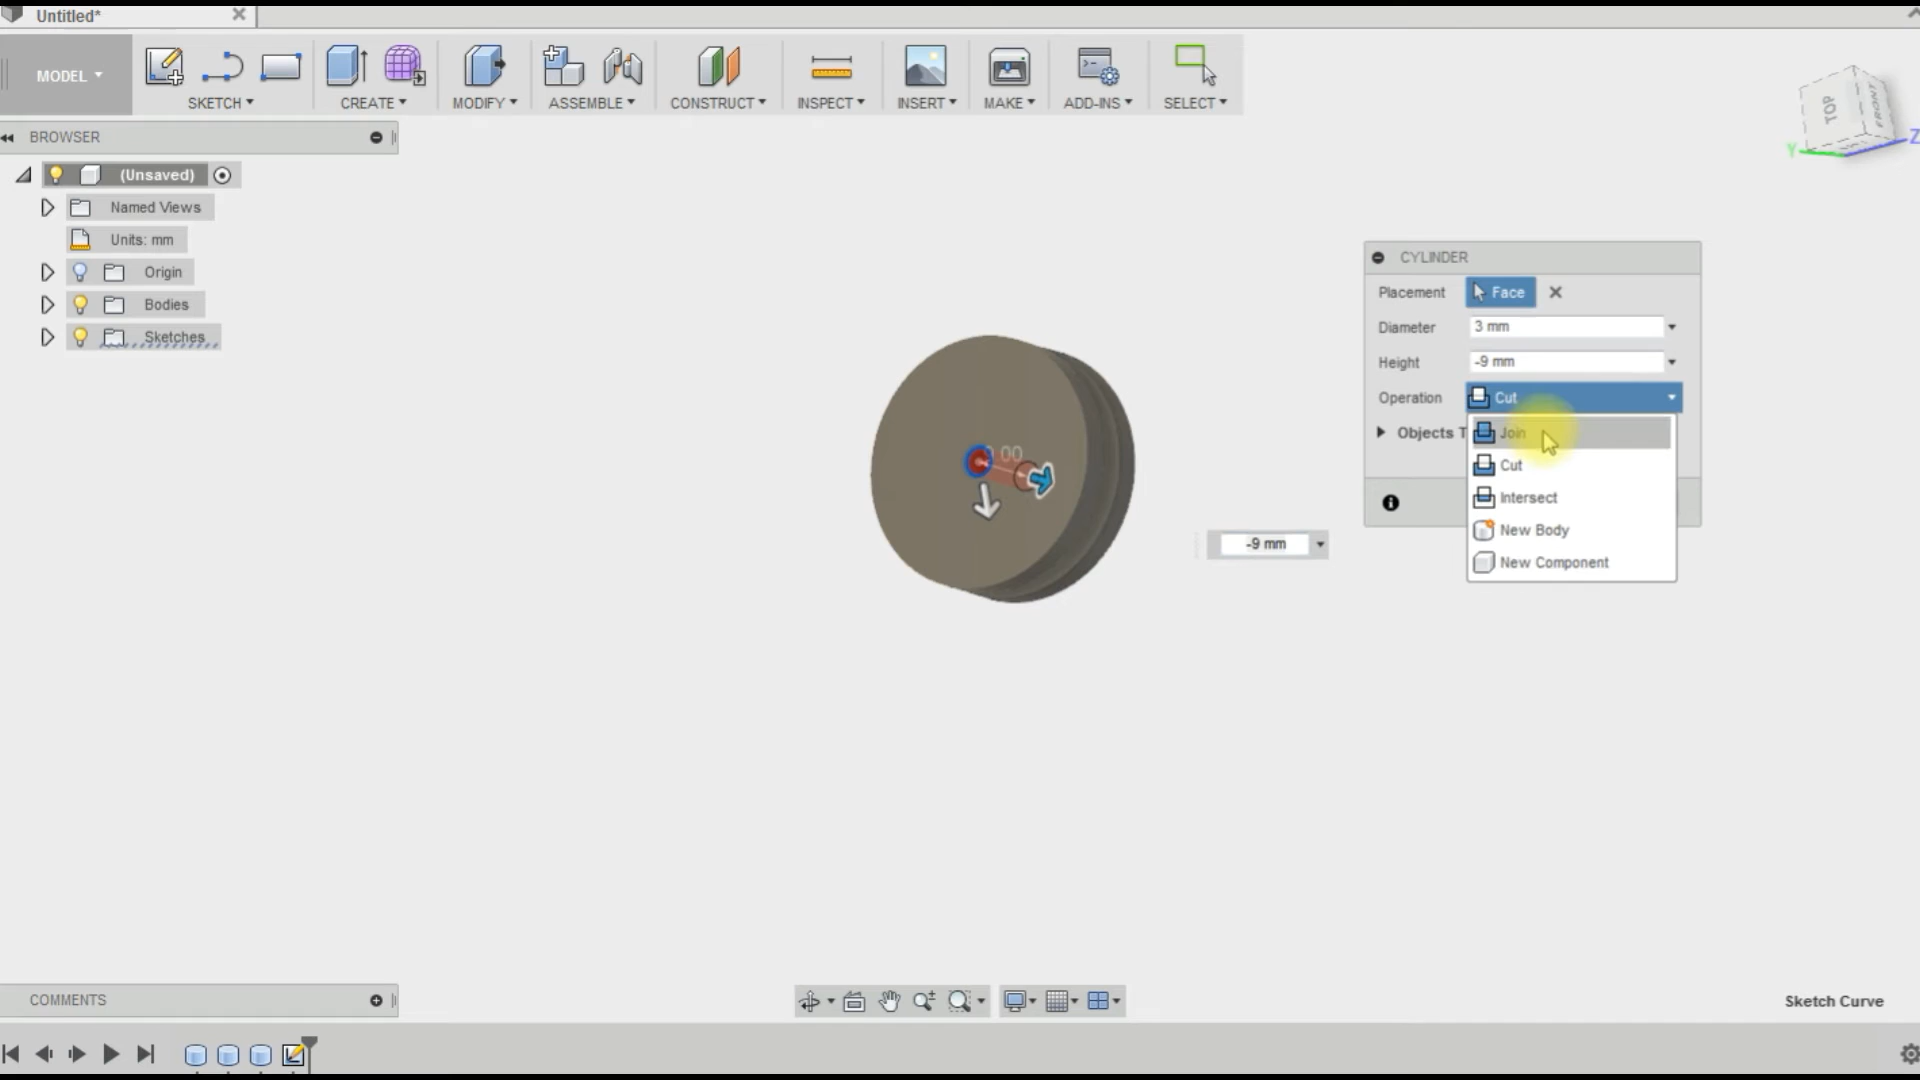 Untitled*
MODEL
SKETCH
CREATE
MODIFY
ASSEMBLE
CONSTRUCT
INSPECT
INSERT
MAKE
ADD-INS
SELECT
TOP
FRONT
Y
Z
BROWSER
(Unsaved)
Named Views
Units: mm
Origin
Bodies
Sketches
CYLINDER
Placement Face
Diameter 3 mm
Height -9 mm
Operation Cut
Objects T
Join
Cut
Intersect
New Body
New Component
-9 mm
COMMENTS
Sketch Curve